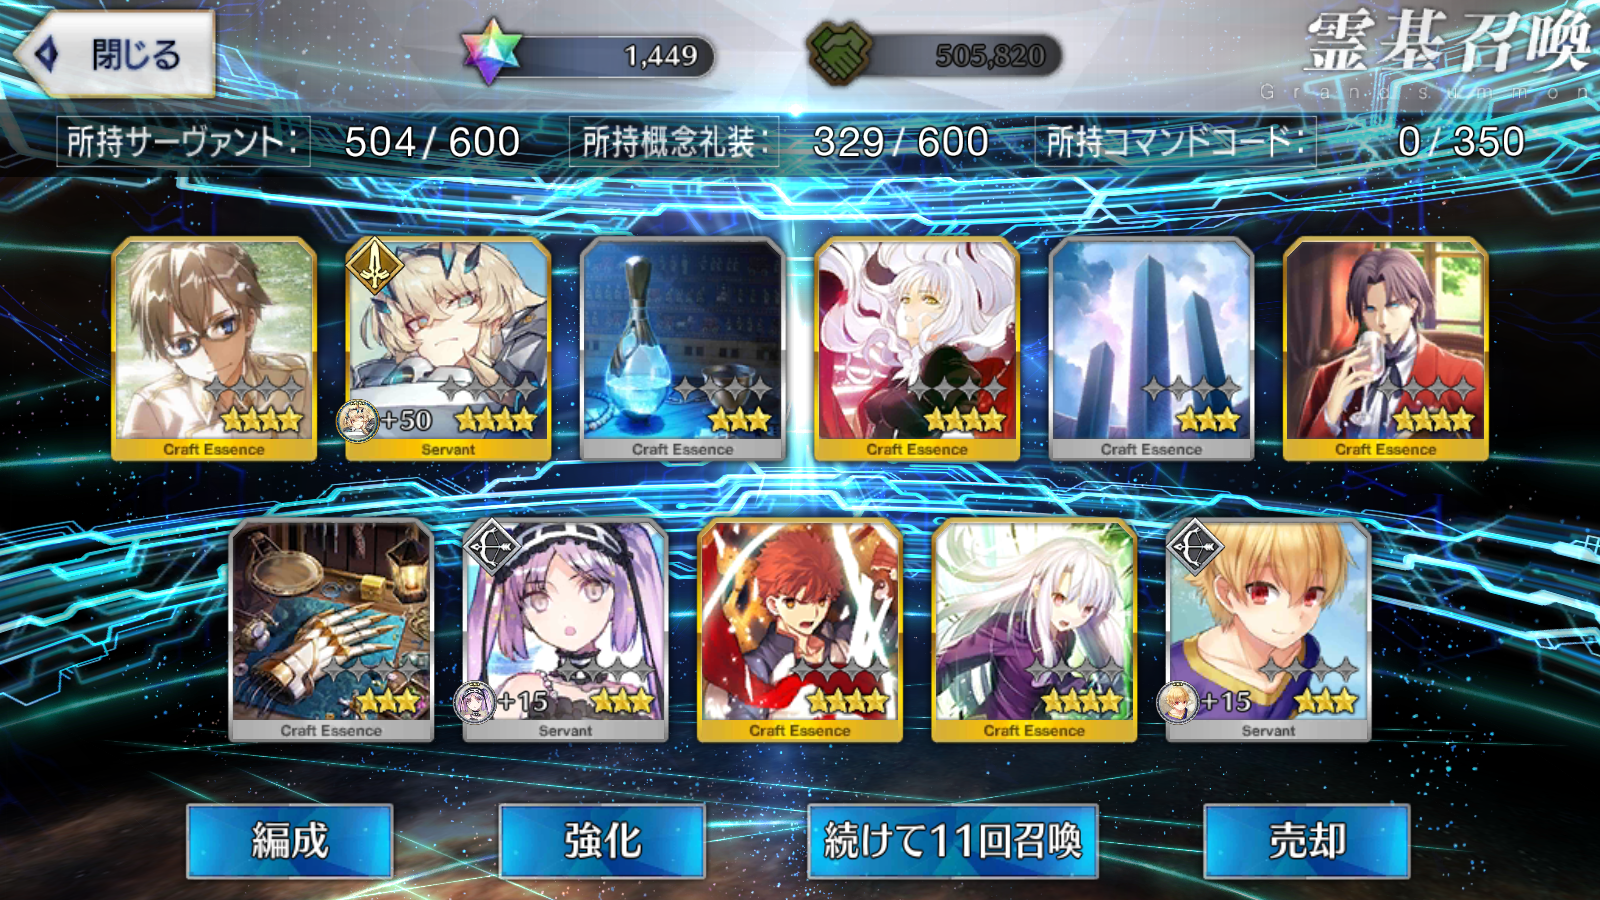 閉じる
1,449
505,820
霊基召喚
Grand summon
所持サーヴァント: 504 / 600
所持概念礼装: 329 / 600
所持コマンドコード: 0 / 350
Craft Essence
+50
Servant
Craft Essence
Craft Essence
Craft Essence
Craft Essence
Craft Essence
+15
Servant
Craft Essence
Craft Essence
+15
Servant
編成
強化
続けて11回召喚
売却